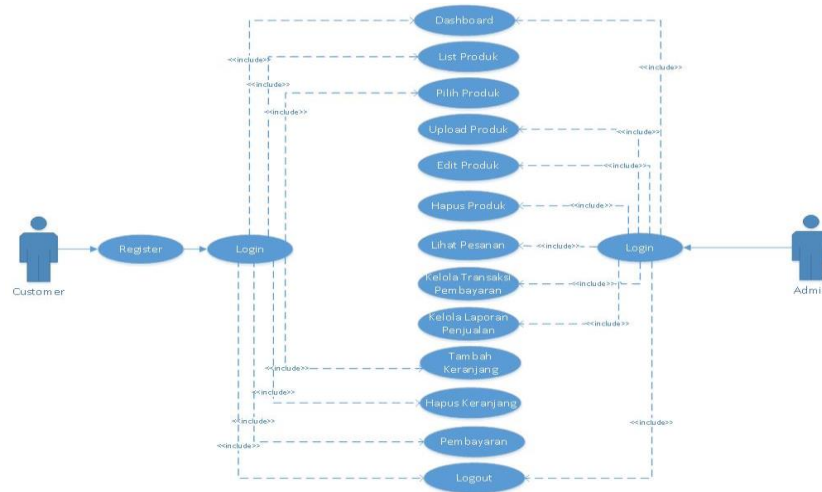 Dashboard
<<include>>
List Produk
<<include>>
<<include>>
Pilih Produk
<<include>>
Upload Produk
<<include>>
<<include>>
Edit Produk
<<include>>
Hapus Produk
<<include>>
Customer
Register
Login
Lihat Pesanan
<<include>>
Login
Admi
Kelola Transaksi
Pembayaran
<<include>>
Kelola Laporan
Penjualan
<<include>>
Tambah
Keranjang
<<include>>
Hapus Keranjang
<<include>>
<<include>>
Pembayaran
<<include>>
<<include>>
Logout